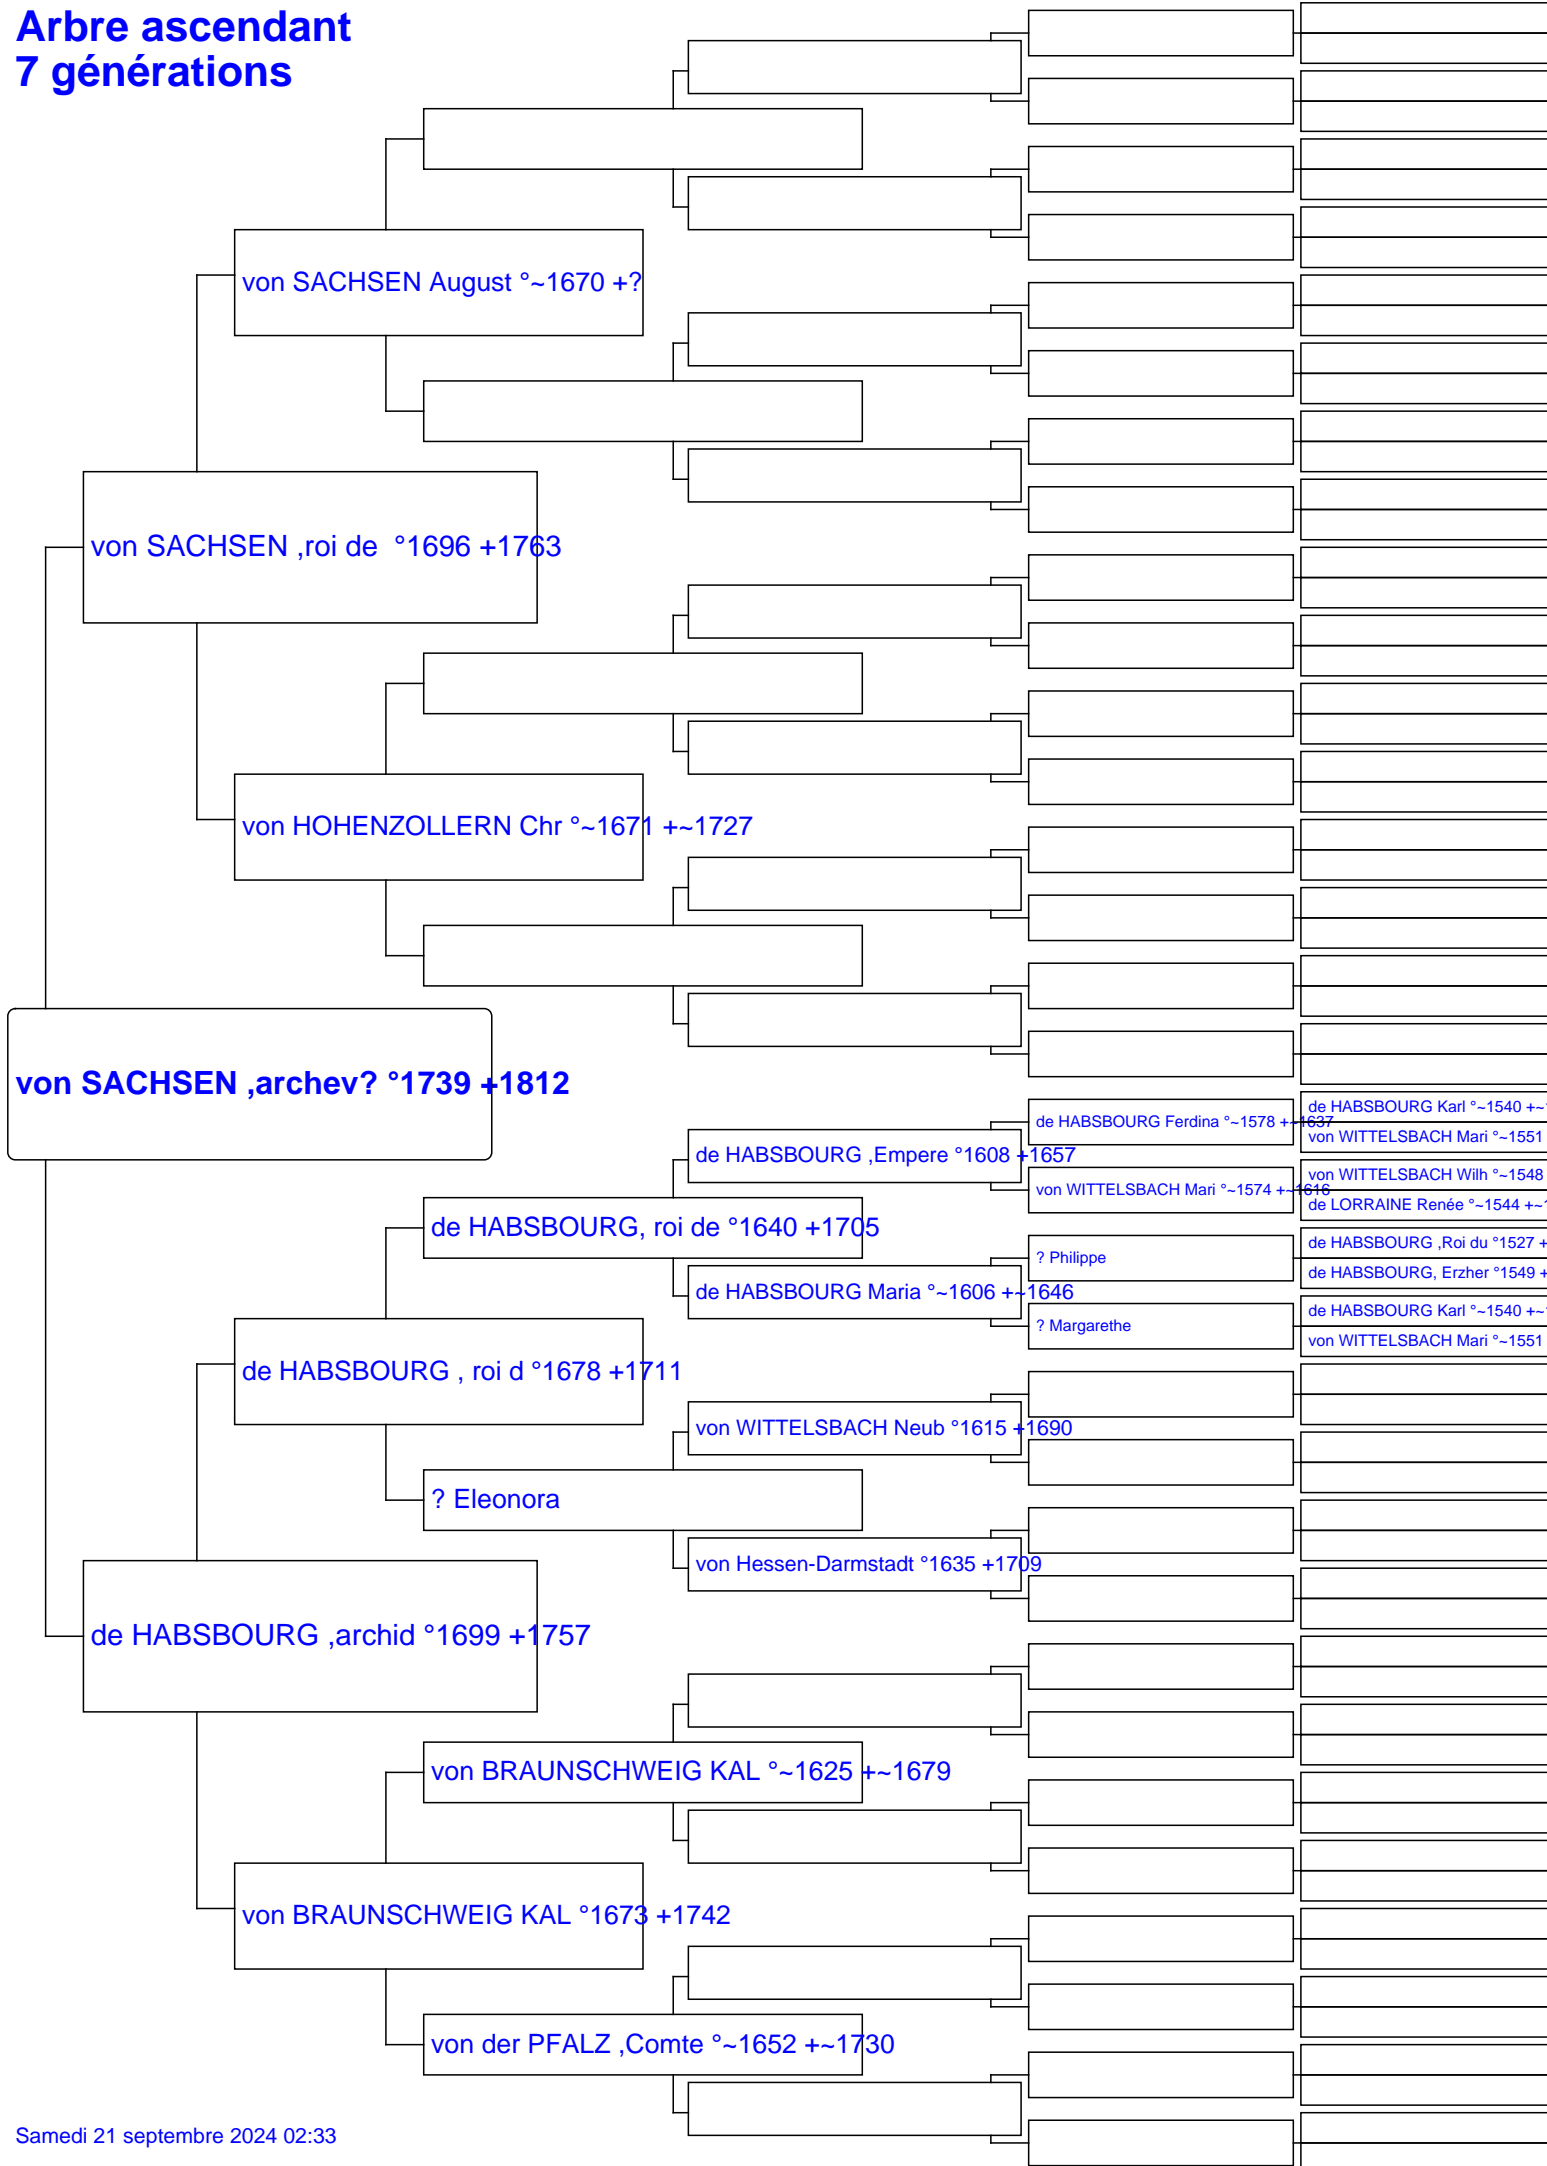 Arbre ascendant
7 générations
von SACHSEN August °~1670 +?
von SACHSEN ,roi de °1696 +1763
von HOHENZOLLERN Chr °~1671 +~1727
von SACHSEN ,archev? °1739 +1812
de HABSBOURG Karl °~1540 +~1
de HABSBOURG Ferdina °~1578 +~1637
von WITTELSBACH Mari °~1551
de HABSBOURG ,Empere °1608 +1657
von WITTELSBACH Wilh °~1548
von WITTELSBACH Mari °~1574 +~1616
de LORRAINE Renée °~1544 +~1
de HABSBOURG, roi de °1640 +1705
de HABSBOURG ,Roi du °1527 +
? Philippe
de HABSBOURG, Erzher °1549 +
de HABSBOURG Maria °~1606 +~1646
de HABSBOURG Karl °~1540 +~
? Margarethe
von WITTELSBACH Mari °~1551
de HABSBOURG , roi d °1678 +1711
von WITTELSBACH Neub °1615 +1690
? Eleonora
von Hessen-Darmstadt °1635 +1709
de HABSBOURG ,archid °1699 +1757
von BRAUNSCHWEIG KAL °~1625 +~1679
von BRAUNSCHWEIG KAL °1673 +1742
von der PFALZ ,Comte °~1652 +~1730
Samedi 21 septembre 2024 02:33